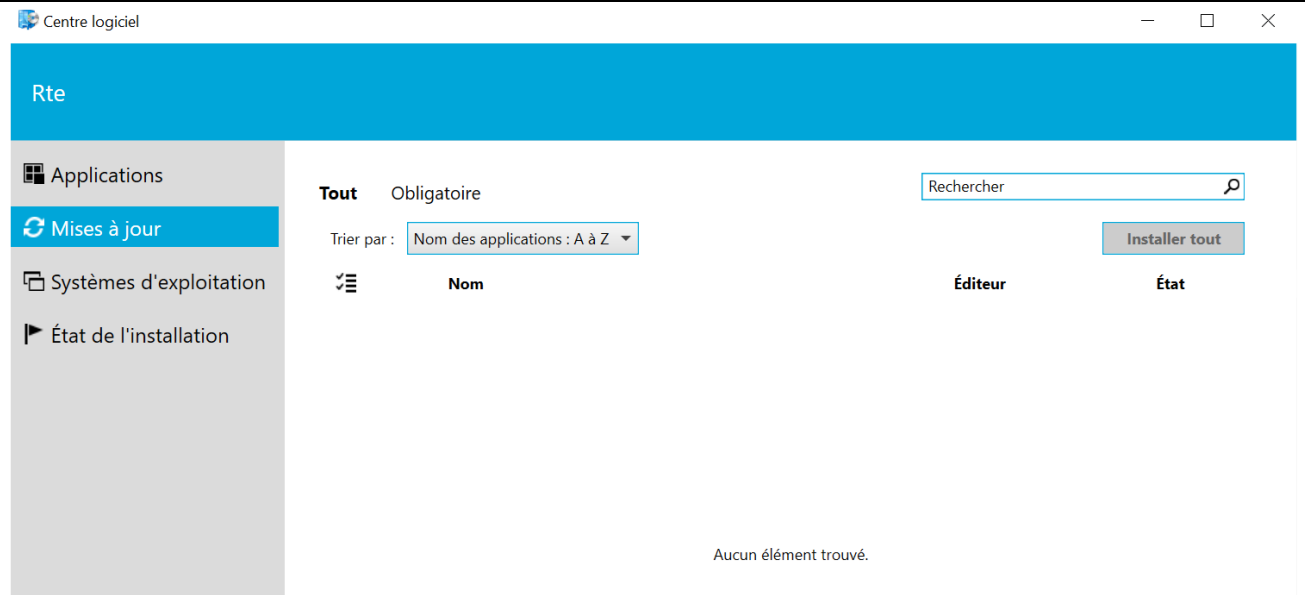 Centre logiciel
Rte
Applications
Mises à jour
Systèmes d'exploitation
État de l'installation
Tout Obligatoire
Rechercher
Trier par : Nom des applications : A à Z
Installer tout
Nom Éditeur État
Aucun élément trouvé.